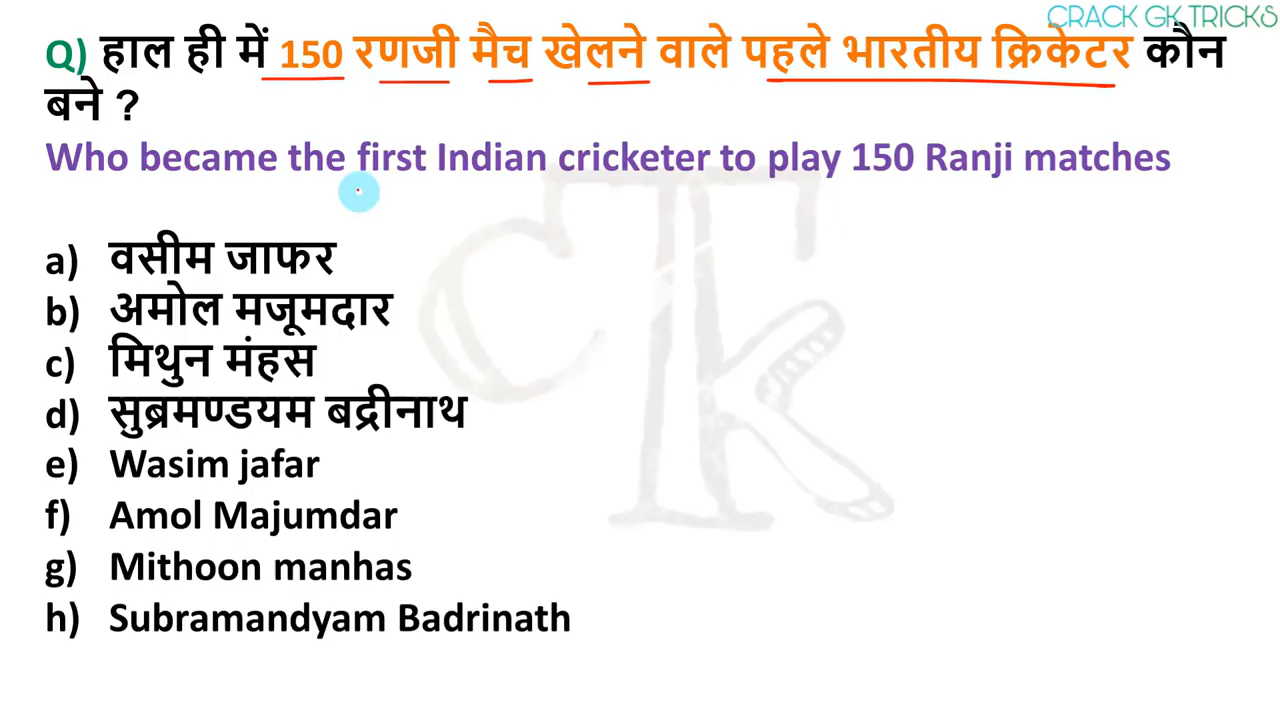 CRACK GK TRICKS
Q) हाल ही में 150 रणजी मैच खेलने वाले पहले भारतीय क्रिकेटर कौन
बने ?
Who became the first Indian cricketer to play 150 Ranji matches
a) वसीम जाफर
b) अमोल मजूमदार
c) मिथुन मंहस
d) सुब्रमण्डयम बद्रीनाथ
e) Wasim jafar
f) Amol Majumdar
g) Mithoon manhas
h) Subramandyam Badrinath
CTk